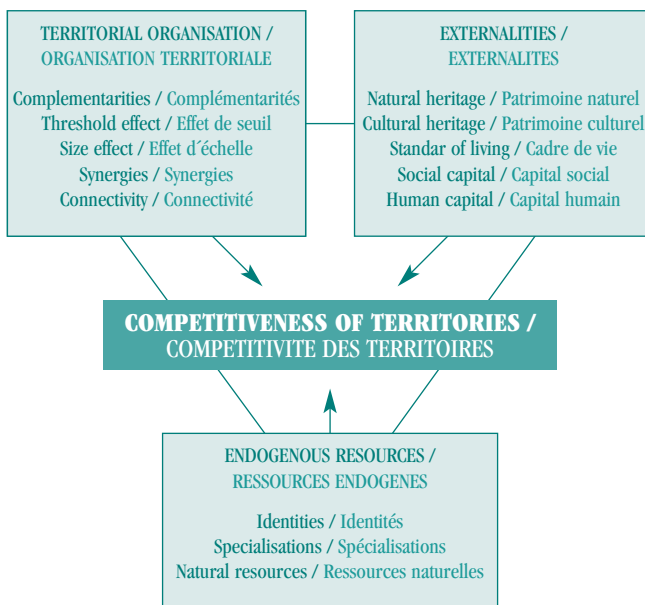 TERRITORIAL ORGANISATION /
ORGANISATION TERRITORIALE
Complementarities / Complémentarités
Threshold effect / Effet de seuil
Size effect / Effet d´échelle
Synergies / Synergies
Connectivity / Connectivité
EXTERNALITIES /
EXTERNALITES
Natural heritage / Patrimoine naturel
Cultural heritage / Patrimoine culturel
Standar of living / Cadre de vie
Social capital / Capital social
Human capital / Capital humain
COMPETITIVENESS OF TERRITORIES /
COMPETITIVITE DES TERRITOIRES
ENDOGENOUS RESOURCES /
RESSOURCES ENDOGENES
Identities / Identités
Specialisations / Spécialisations
Natural resources / Ressources naturelles